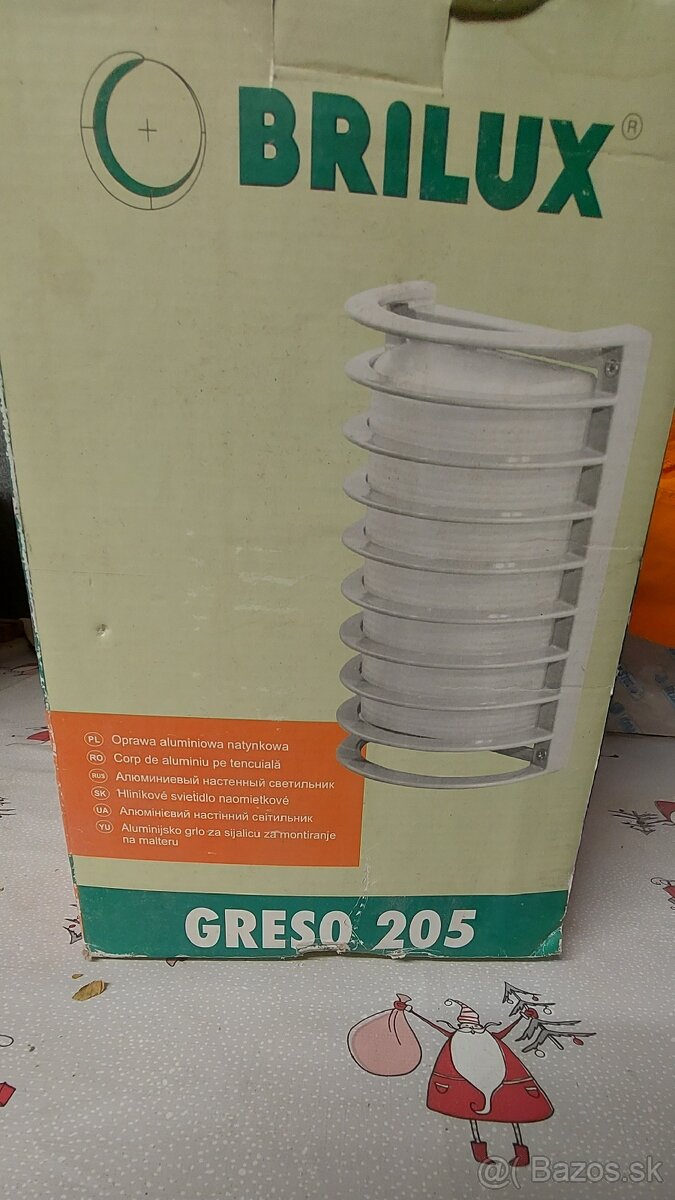 BRILUX®
PL Oprawa aluminiowa natynkowa
RO Corp de aluminiu pe tencuială
RUS Алюминиевый настенный светильник
SK Hlinikové svietidlo naomietkové
UA Алюмінієвий настінний світильник
YU Aluminijsko grlo za sijalicu za montiranje
na malteru
GRESO 205
@ Bazos.sk